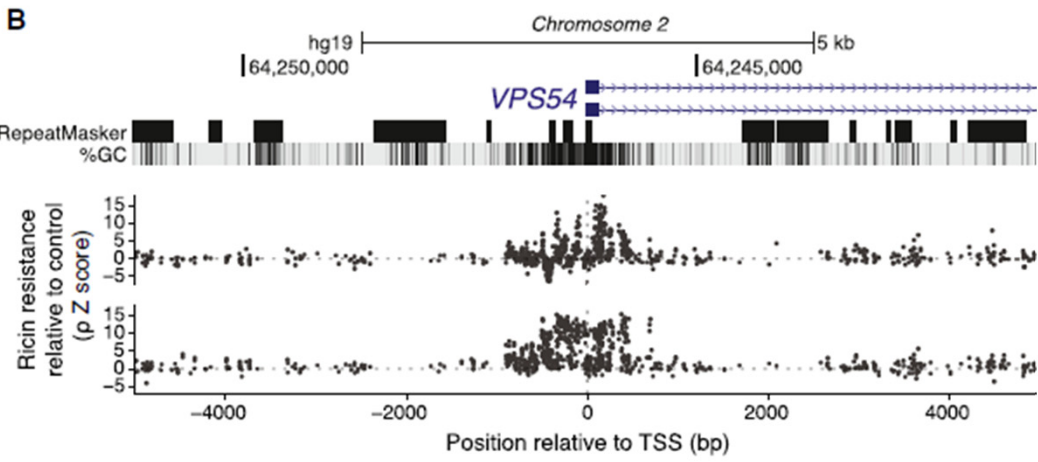 B
Chromosome 2
hg19 5 kb
64,250,000 64,245,000
VPS54
RepeatMasker
%GC
Ricin resistance
relative to control
(ρ Z score)
15
10
5
0
−5
15
10
5
0
−5
−4000 −2000 0 2000 4000
Position relative to TSS (bp)